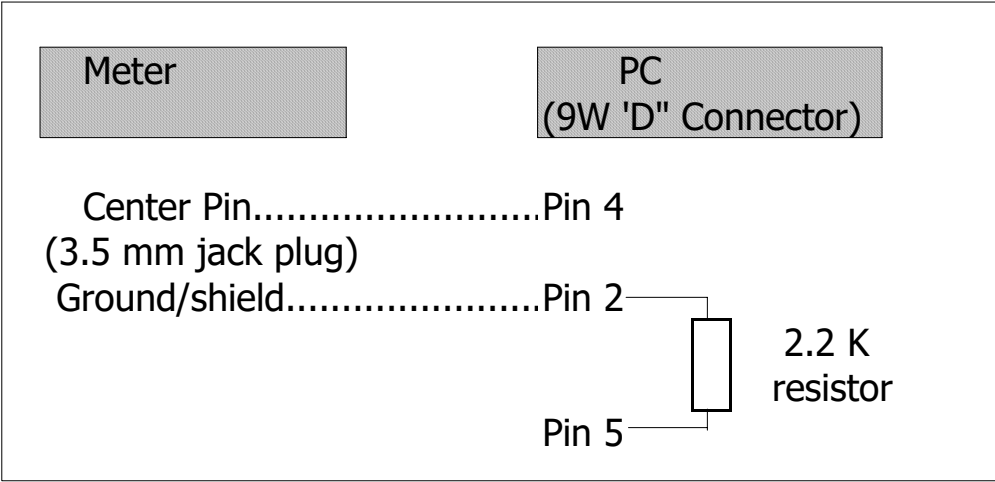 Meter
PC
(9W 'D" Connector)
Center Pin..........................Pin 4
(3.5 mm jack plug)
Ground/shield.......................Pin 2
2.2 K
resistor
Pin 5